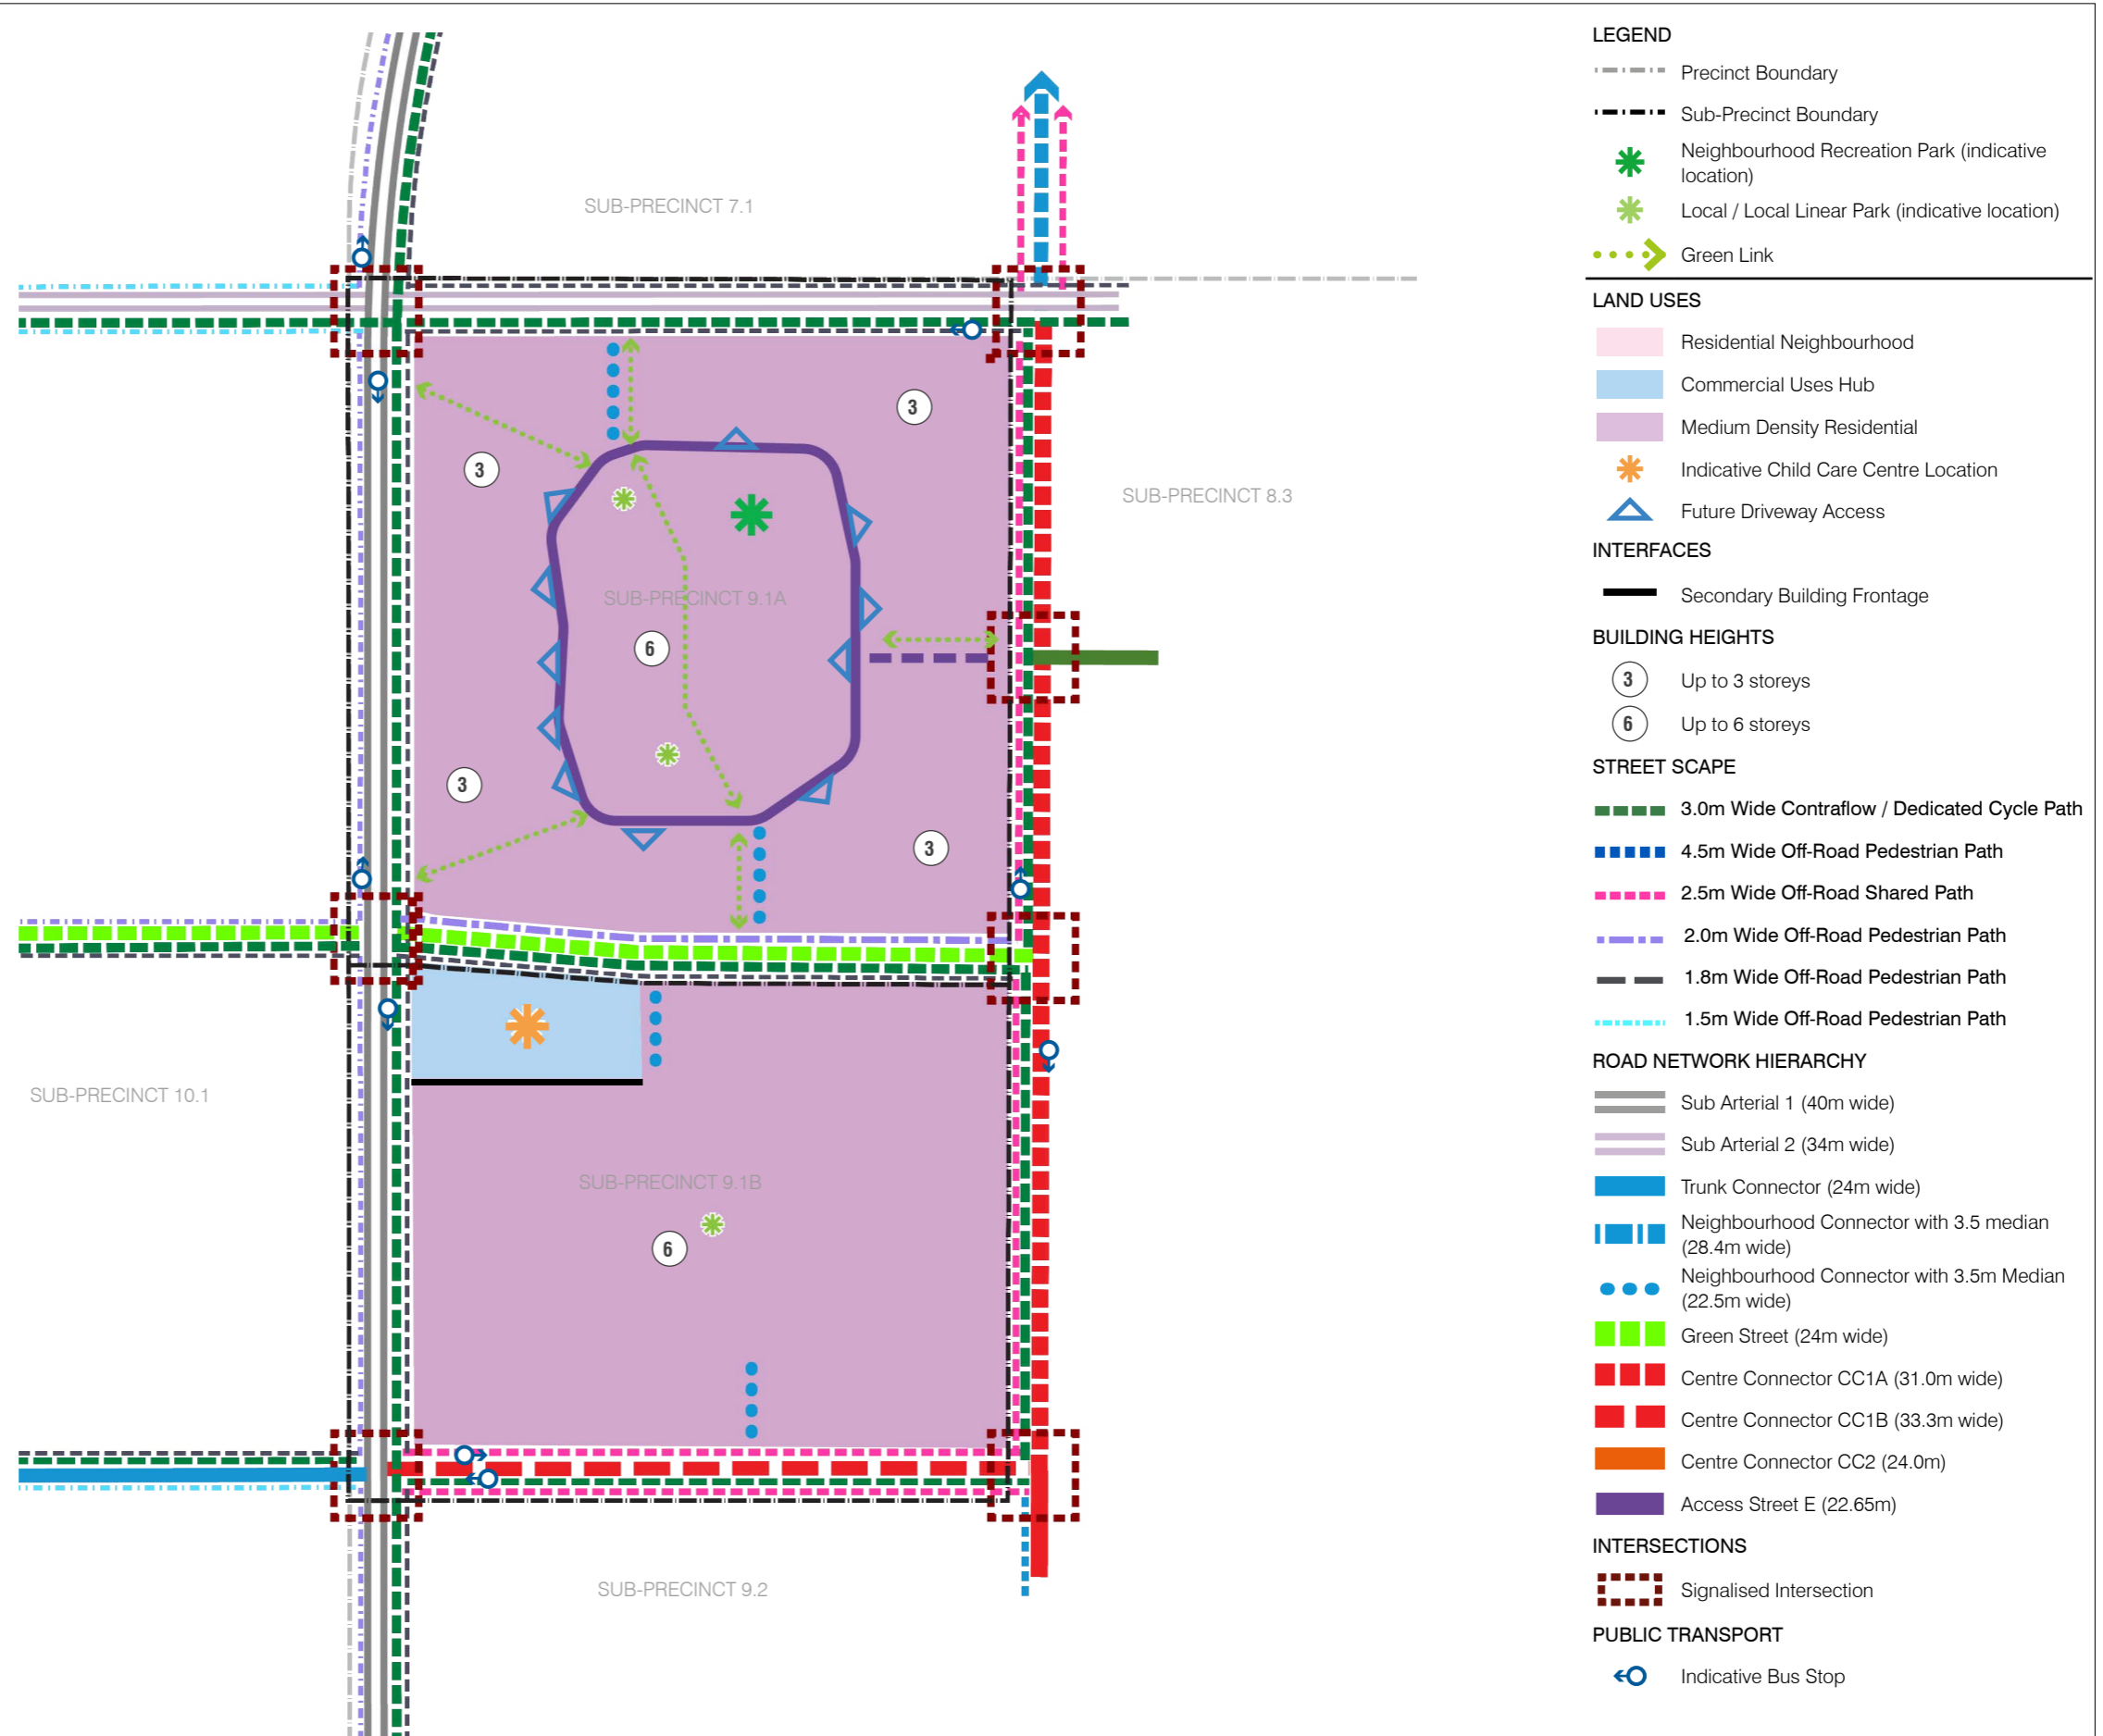 SUB-PRECINCT 7.1
3
3
SUB-PRECINCT 8.3
SUB-PRECINCT 9.1A
6
3
3
SUB-PRECINCT 10.1
SUB-PRECINCT 9.1B
6
SUB-PRECINCT 9.2
LEGEND
Precinct Boundary
Sub-Precinct Boundary
Neighbourhood Recreation Park (indicative
location)
Local / Local Linear Park (indicative location)
Green Link
LAND USES
Residential Neighbourhood
Commercial Uses Hub
Medium Density Residential
Indicative Child Care Centre Location
Future Driveway Access
INTERFACES
Secondary Building Frontage
BUILDING HEIGHTS
3 Up to 3 storeys
6 Up to 6 storeys
STREET SCAPE
3.0m Wide Contraflow / Dedicated Cycle Path
4.5m Wide Off-Road Pedestrian Path
2.5m Wide Off-Road Shared Path
2.0m Wide Off-Road Pedestrian Path
1.8m Wide Off-Road Pedestrian Path
1.5m Wide Off-Road Pedestrian Path
ROAD NETWORK HIERARCHY
Sub Arterial 1 (40m wide)
Sub Arterial 2 (34m wide)
Trunk Connector (24m wide)
Neighbourhood Connector with 3.5 median
(28.4m wide)
Neighbourhood Connector with 3.5m Median
(22.5m wide)
Green Street (24m wide)
Centre Connector CC1A (31.0m wide)
Centre Connector CC1B (33.3m wide)
Centre Connector CC2 (24.0m)
Access Street E (22.65m)
INTERSECTIONS
Signalised Intersection
PUBLIC TRANSPORT
Indicative Bus Stop